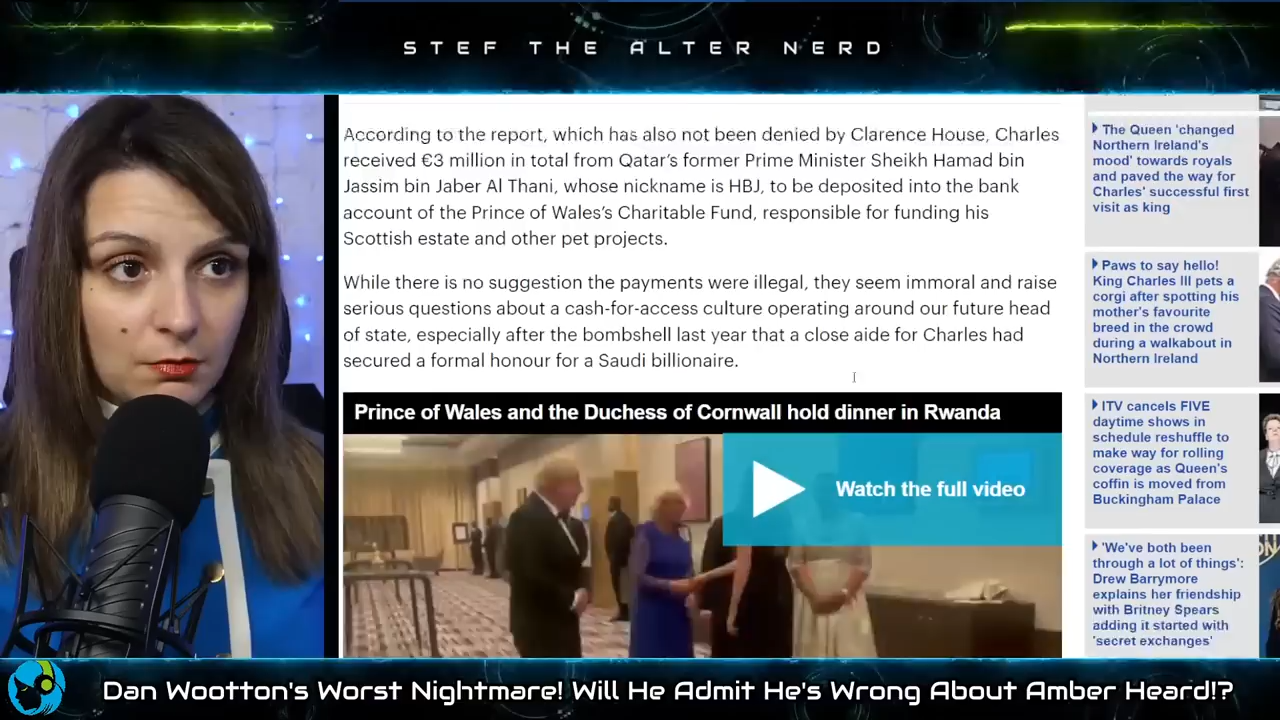 STEF THE ALTER NERD
According to the report, which has also not been denied by Clarence House, Charles
received €3 million in total from Qatar's former Prime Minister Sheikh Hamad bin
Jassim bin Jaber Al Thani, whose nickname is HBJ, to be deposited into the bank
account of the Prince of Wales's Charitable Fund, responsible for funding his
Scottish estate and other pet projects.
While there is no suggestion the payments were illegal, they seem immoral and raise
serious questions about a cash-for-access culture operating around our future head
of state, especially after the bombshell last year that a close aide for Charles had
secured a formal honour for a Saudi billionaire.
Prince of Wales and the Duchess of Cornwall hold dinner in Rwanda
Watch the full video
The Queen 'changed
Northern Ireland's
mood' towards royals
and paved the way for
Charles' successful first
visit as king
Paws to say hello!
King Charles III pets a
corgi after spotting his
mother's favourite
breed in the crowd
during a walkabout in
Northern Ireland
ITV cancels FIVE
daytime shows in
schedule reshuffle to
make way for rolling
coverage as Queen's
coffin is moved from
Buckingham Palace
'We've both been
through a lot of things':
Drew Barrymore
explains her friendship
with Britney Spears
adding it started with
'secret exchanges'
Dan Wootton's Worst Nightmare! Will He Admit He's Wrong About Amber Heard!?